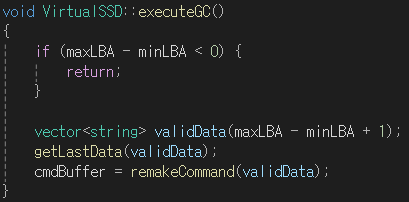 void VirtualSSD::executeGC()
{
    if (maxLBA - minLBA < 0) {
        return;
    }

    vector<string> validData(maxLBA - minLBA + 1);
    getLastData(validData);
    cmdBuffer = remakeCommand(validData);
}